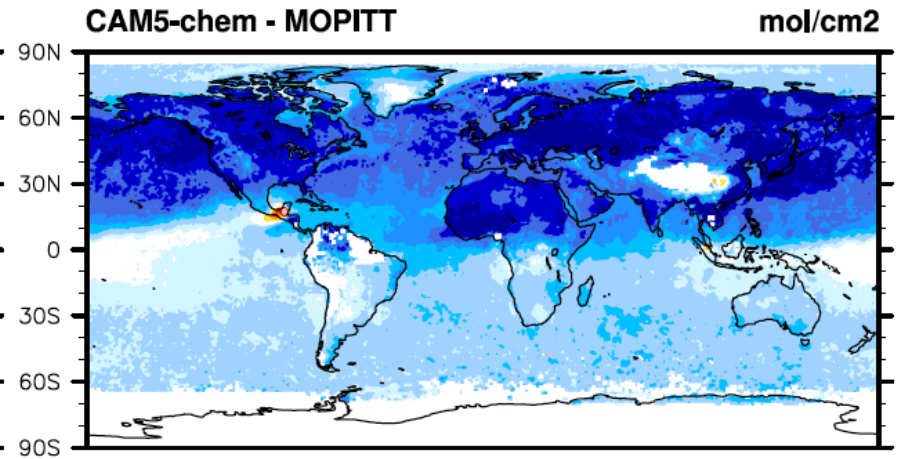 CAM5-chem - MOPITT mol/cm2
90N
60N
30N
0
30S
60S
90S